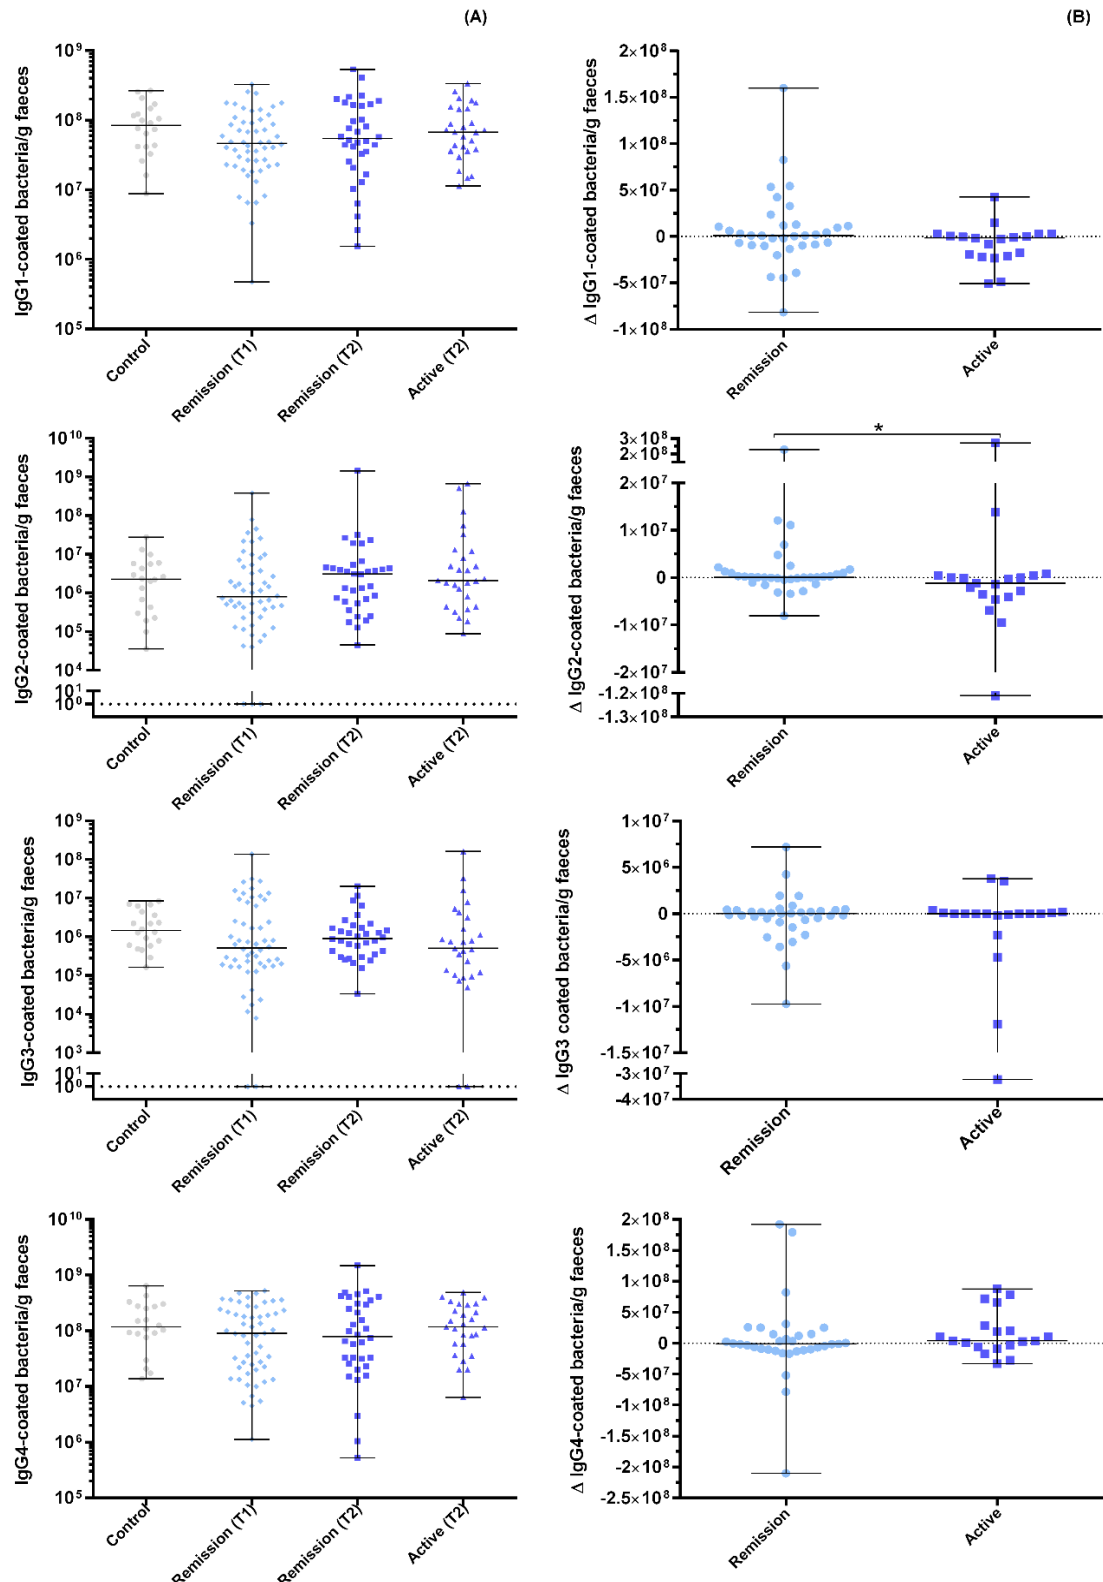 (A)
(B)
IgG1-coated bacteria/g faeces
10⁹
10⁸
10⁷
10⁶
10⁵
Control
Remission (T1)
Remission (T2)
Active (T2)
Δ IgG1-coated bacteria/g faeces
2×10⁸
1.5×10⁸
1×10⁸
5×10⁷
0
-5×10⁷
-1×10⁸
Remission
Active
IgG2-coated bacteria/g faeces
10¹⁰
10⁹
10⁸
10⁷
10⁶
10⁵
10⁴
10¹
10⁰
Control
Remission (T1)
Remission (T2)
Active (T2)
Δ IgG2-coated bacteria/g faeces
*
3×10⁸
2×10⁸
2×10⁷
1×10⁷
0
-1×10⁷
-2×10⁷
-1.2×10⁸
-1.3×10⁸
Remission
Active
IgG3-coated bacteria/g faeces
10⁹
10⁸
10⁷
10⁶
10⁵
10⁴
10³
10¹
10⁰
Control
Remission (T1)
Remission (T2)
Active (T2)
Δ IgG3 coated bacteria/g faeces
1×10⁷
5×10⁶
0
-5×10⁶
-1×10⁷
-1.5×10⁷
-3×10⁷
-4×10⁷
Remission
Active
IgG4-coated bacteria/g faeces
10¹⁰
10⁹
10⁸
10⁷
10⁶
10⁵
Control
Remission (T1)
Remission (T2)
Active (T2)
Δ IgG4-coated bacteria/g faeces
2×10⁸
1.5×10⁸
1×10⁸
5×10⁷
0
-5×10⁷
-1×10⁸
-1.5×10⁸
-2×10⁸
-2.5×10⁸
Remission
Active